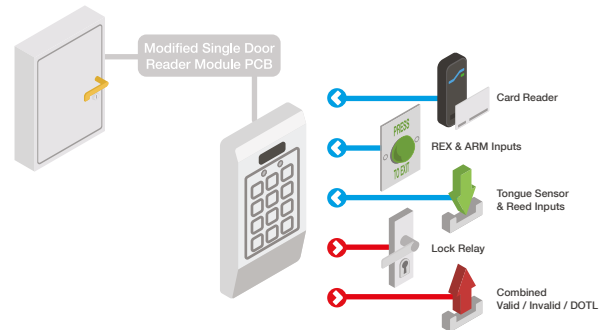 Modified Single Door
Reader Module PCB
Card Reader
PRESS
TO EXIT
REX & ARM Inputs
Tongue Sensor
& Reed Inputs
Lock Relay
Combined
Valid / Invalid / DOTL